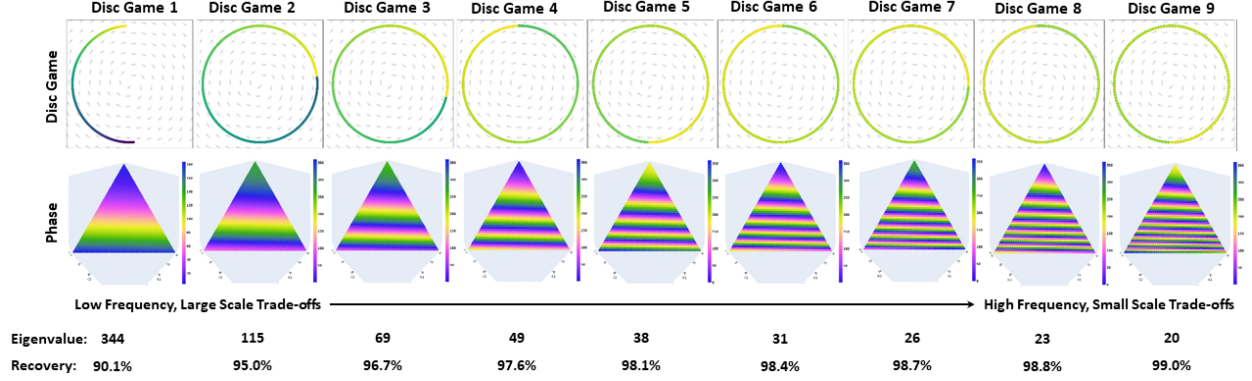 Disc Game 1 Disc Game 2 Disc Game 3 Disc Game 4 Disc Game 5 Disc Game 6 Disc Game 7 Disc Game 8 Disc Game 9
Disc Game
Phase
Low Frequency, Large Scale Trade-offs High Frequency, Small Scale Trade-offs
Eigenvalue: 344 115 69 49 38 31 26 23 20
Recovery: 90.1% 95.0% 96.7% 97.6% 98.1% 98.4% 98.7% 98.8% 99.0%